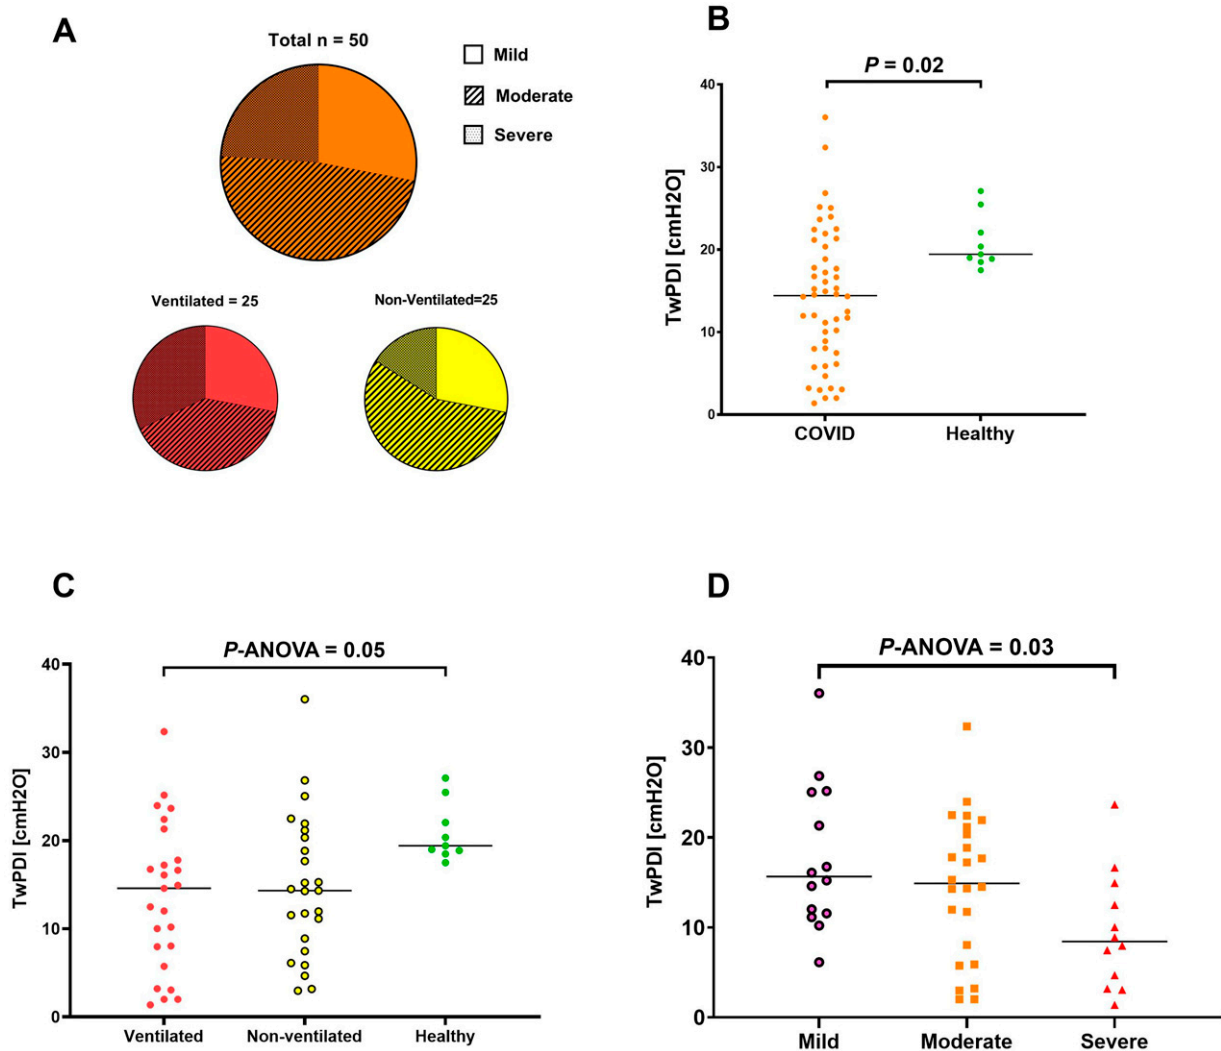 A
Total n = 50
Mild
Moderate
Severe
Ventilated = 25
Non-Ventilated=25
B
P = 0.02
40
30
20
10
0
TwPDI [cmH2O]
COVID
Healthy
C
P-ANOVA = 0.05
40
30
20
10
0
TwPDI [cmH2O]
Ventilated
Non-ventilated
Healthy
D
P-ANOVA = 0.03
40
30
20
10
0
TwPDI [cmH2O]
Mild
Moderate
Severe